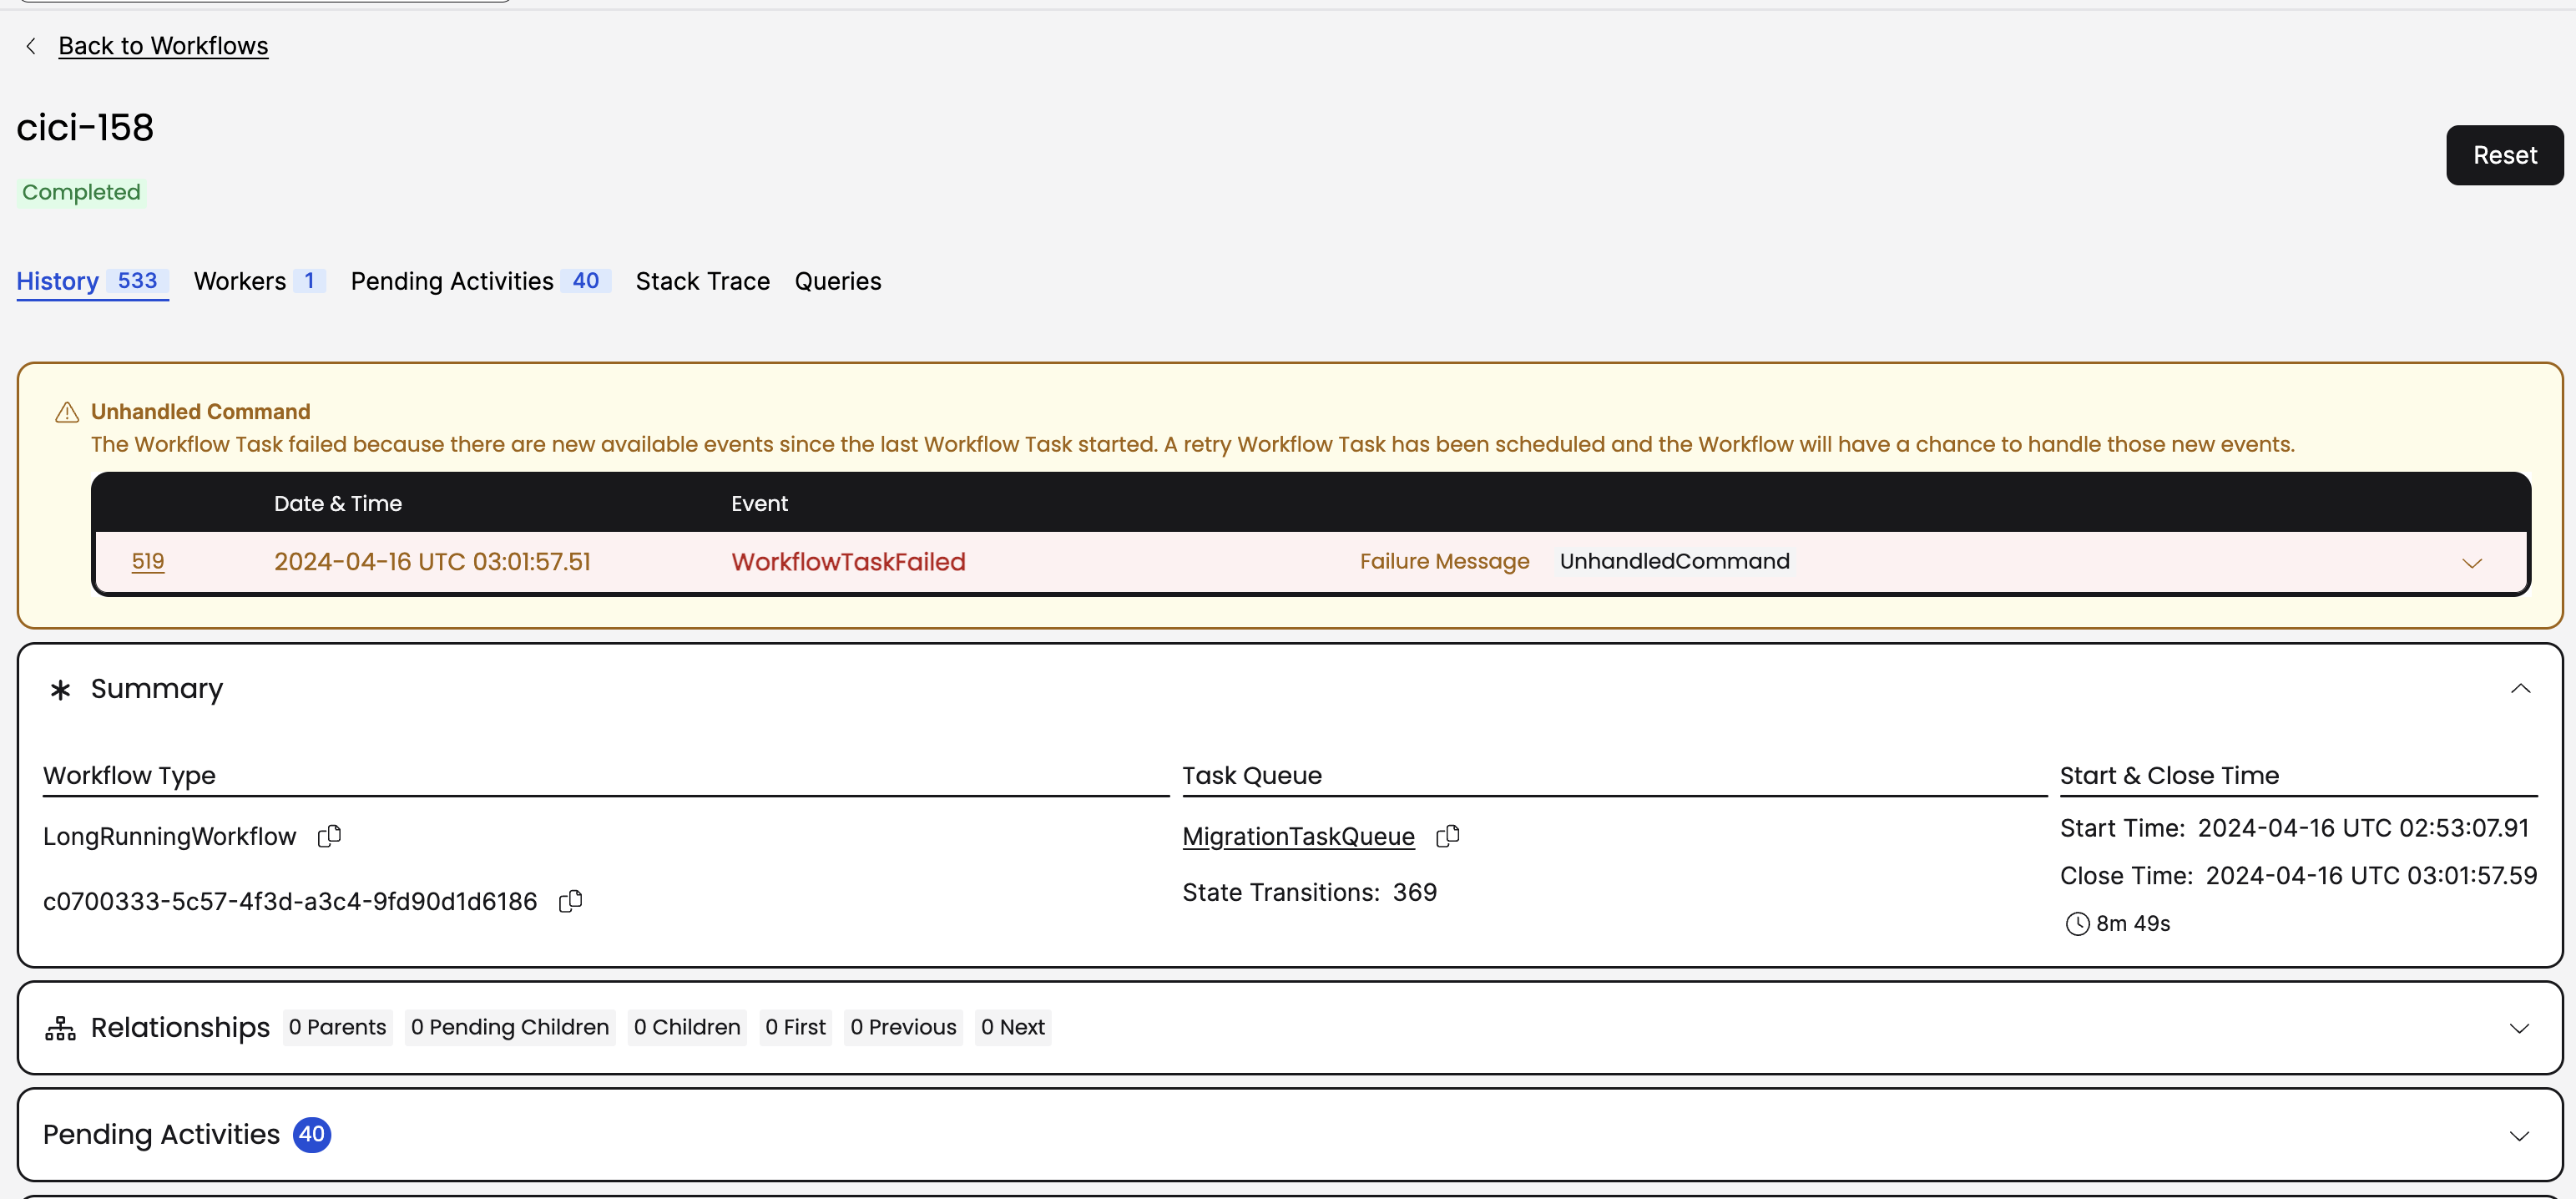 Back to Workflows
cici-158
Reset
Completed
History 533 Workers 1 Pending Activities 40 Stack Trace Queries
Unhandled Command
The Workflow Task failed because there are new available events since the last Workflow Task started. A retry Workflow Task has been scheduled and the Workflow will have a chance to handle those new events.
Date & Time Event
519 2024-04-16 UTC 03:01:57.51 WorkflowTaskFailed Failure Message UnhandledCommand
Summary
Workflow Type Task Queue Start & Close Time
LongRunningWorkflow MigrationTaskQueue Start Time: 2024-04-16 UTC 02:53:07.91
c0700333-5c57-4f3d-a3c4-9fd90d1d6186 State Transitions: 369 Close Time: 2024-04-16 UTC 03:01:57.59
8m 49s
Relationships 0 Parents 0 Pending Children 0 Children 0 First 0 Previous 0 Next
Pending Activities 40